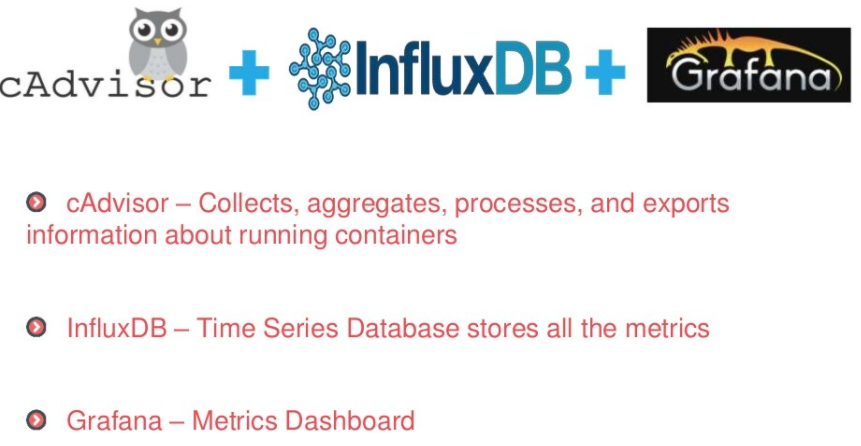 cAdvisor + InfluxDB + Grafana
cAdvisor – Collects, aggregates, processes, and exports
information about running containers
InfluxDB – Time Series Database stores all the metrics
Grafana – Metrics Dashboard